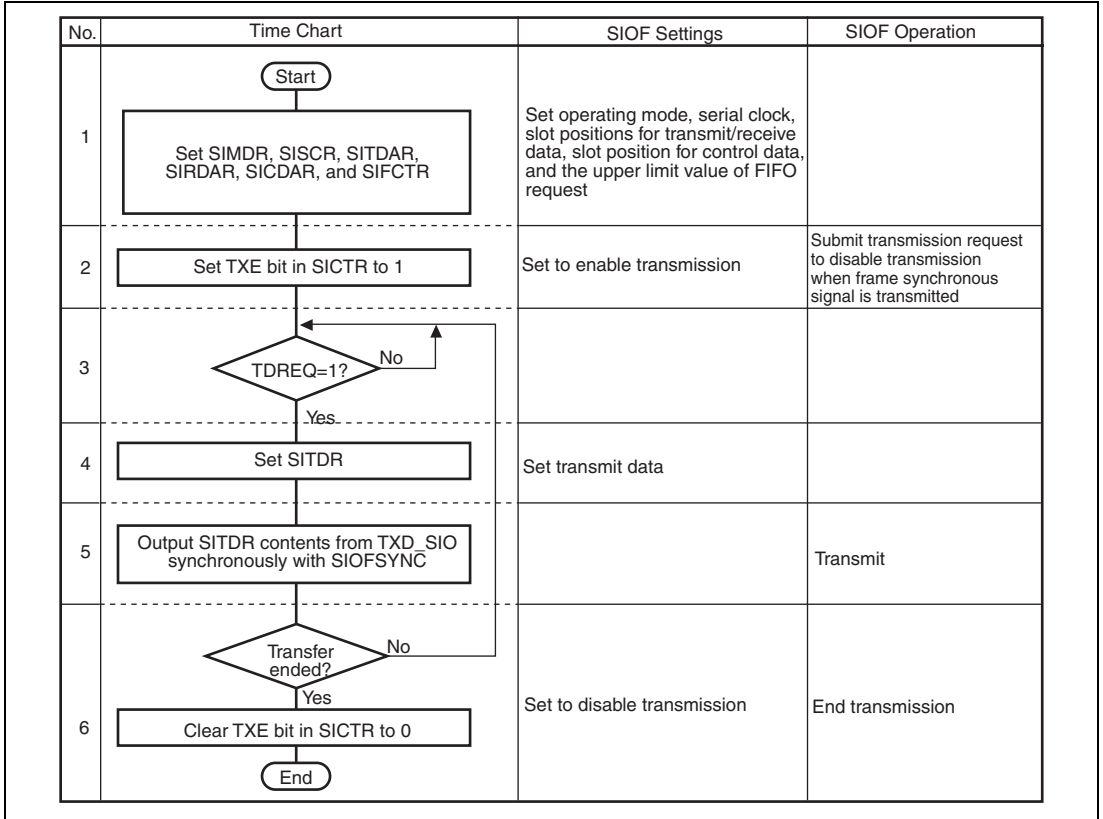 No.
Time Chart
SIOF Settings
SIOF Operation
Start
1
Set SIMDR, SISCR, SITDAR,
SIRDAR, SICDAR, and SIFCTR
Set operating mode, serial clock,
slot positions for transmit/receive
data, slot position for control data,
and the upper limit value of FIFO
request
2
Set TXE bit in SICTR to 1
Set to enable transmission
Submit transmission request
to disable transmission
when frame synchronous
signal is transmitted
3
TDREQ=1?
No
Yes
4
Set SITDR
Set transmit data
5
Output SITDR contents from TXD_SIO
synchronously with SIOFSYNC
Transmit
6
Transfer
ended?
No
Yes
Clear TXE bit in SICTR to 0
Set to disable transmission
End transmission
End